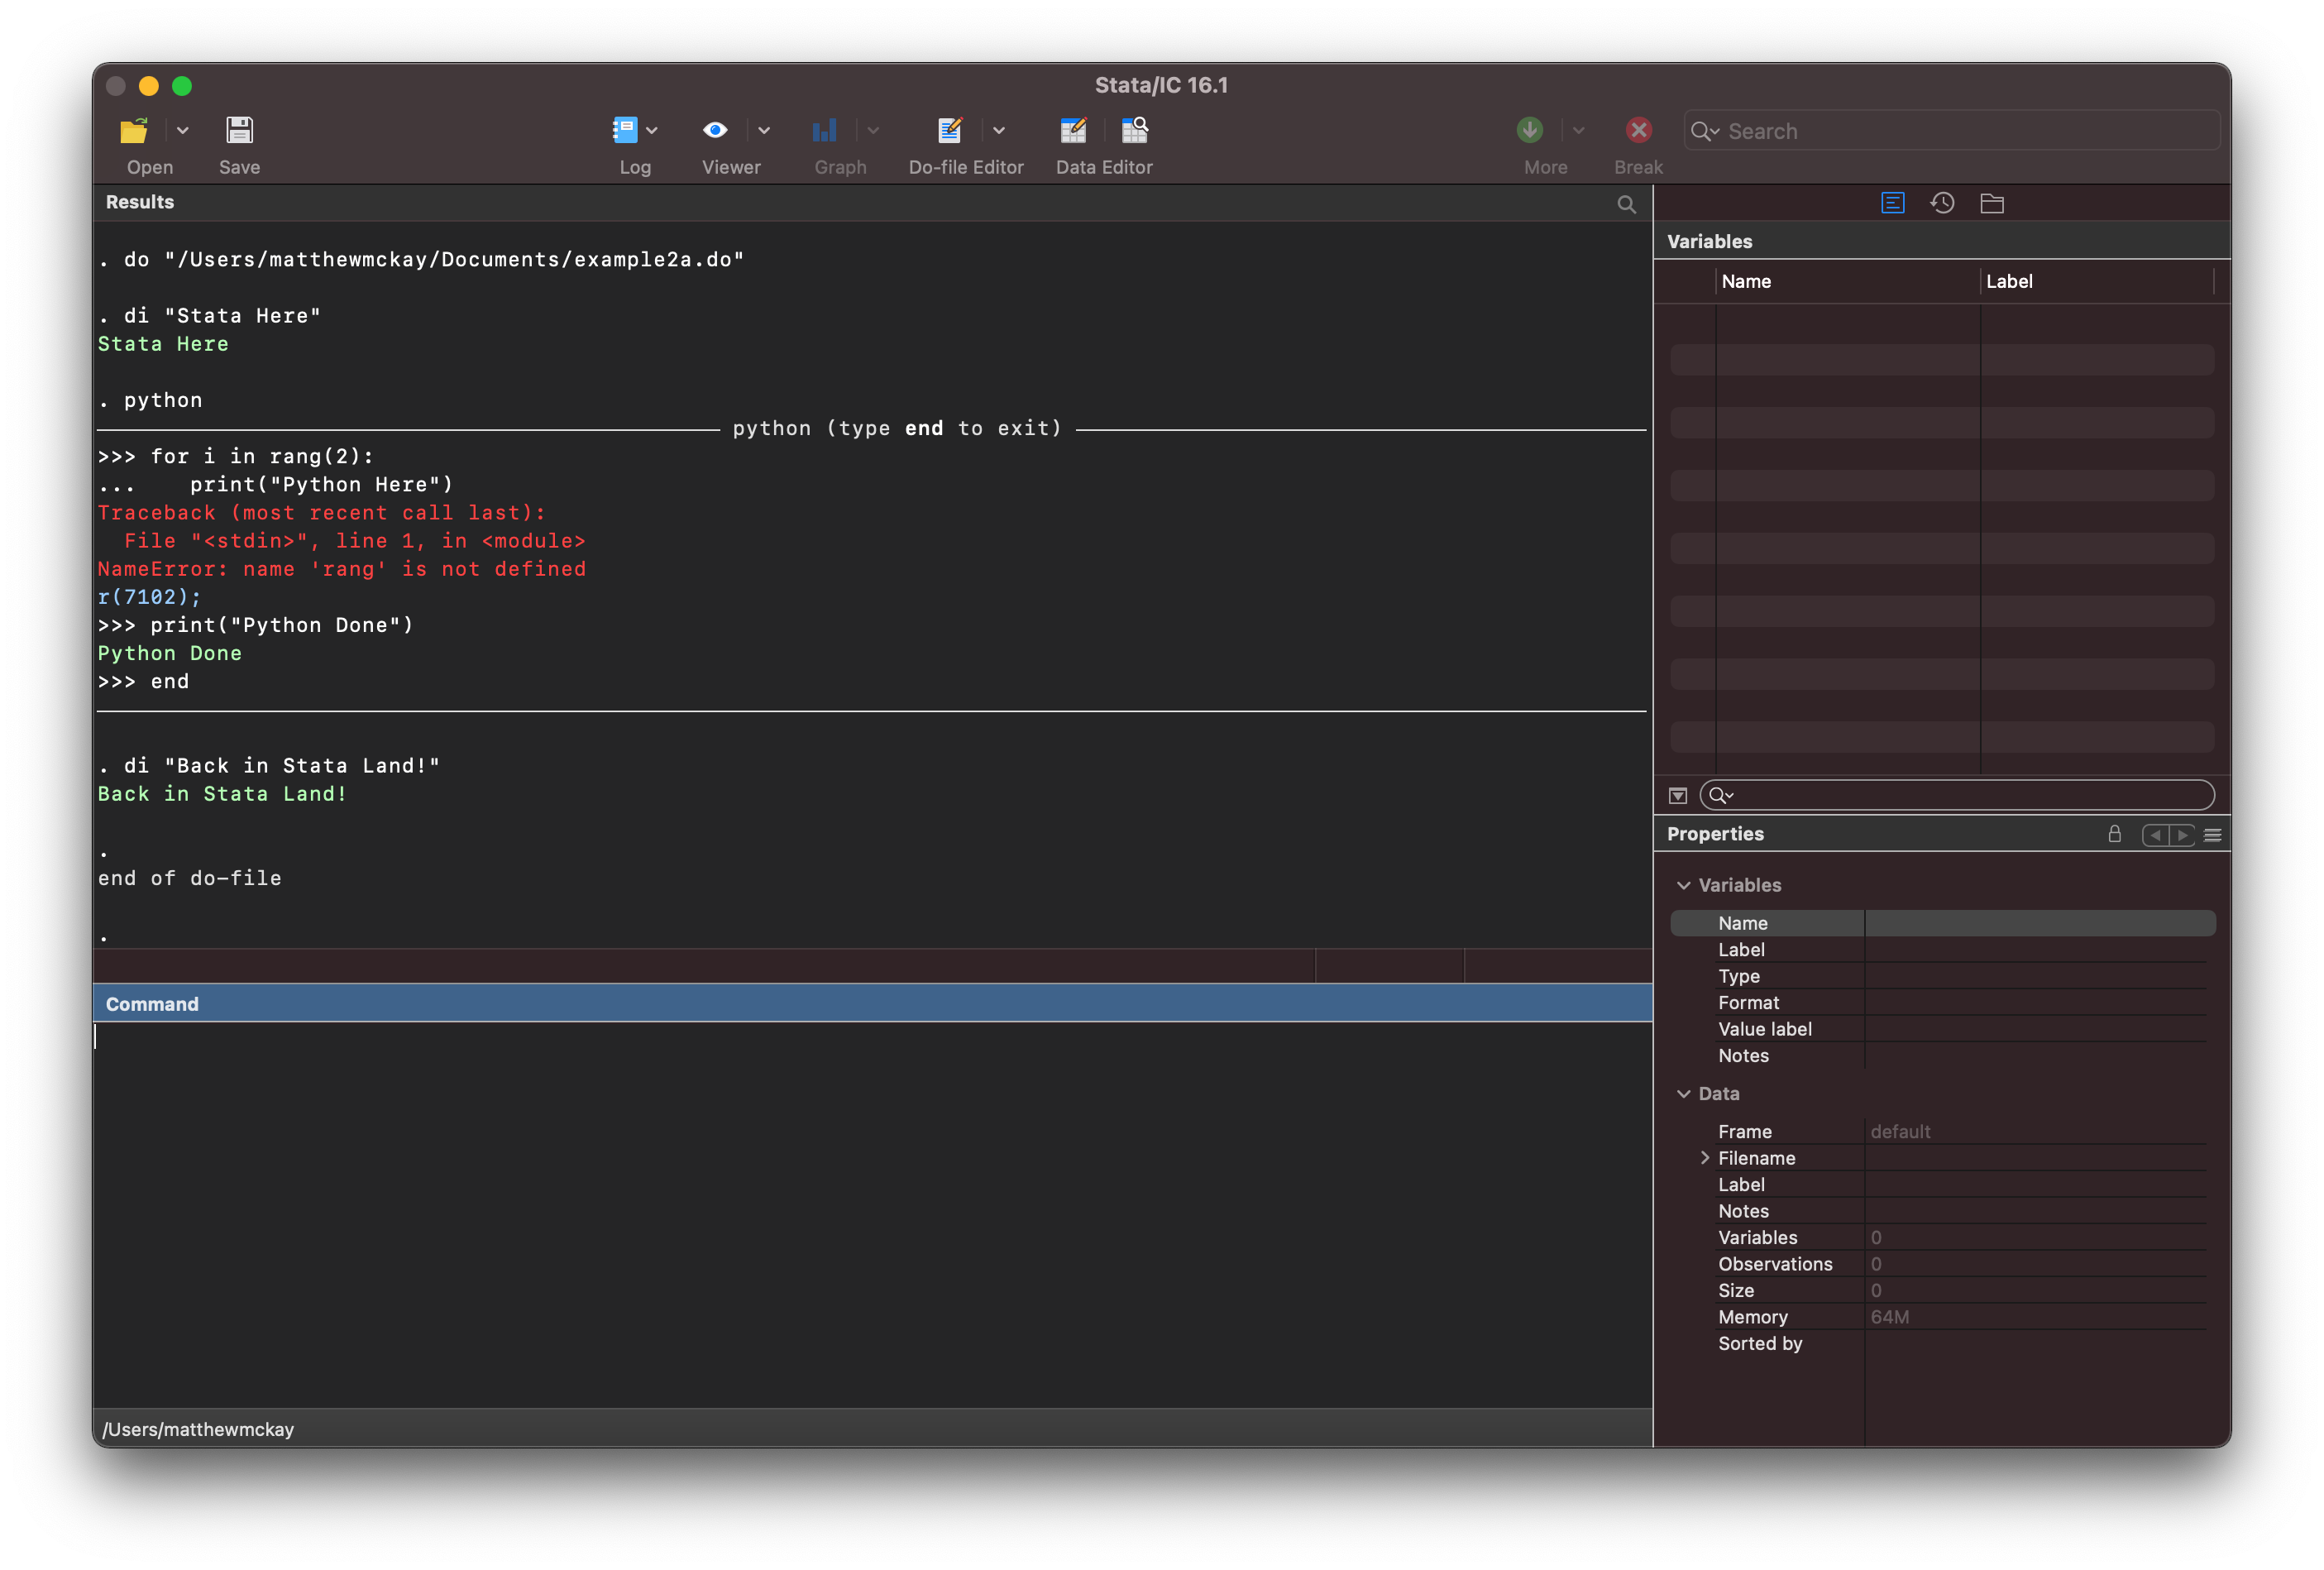 Stata/IC 16.1
Open
Save
Log
Viewer
Graph
Do-file Editor
Data Editor
More
Break
Search
Results
. do "/Users/matthewmckay/Documents/example2a.do"
. di "Stata Here"
Stata Here
. python
python (type end to exit)
>>> for i in rang(2):
...    print("Python Here")
Traceback (most recent call last):
  File "<stdin>", line 1, in <module>
NameError: name 'rang' is not defined
r(7102);
>>> print("Python Done")
Python Done
>>> end
. di "Back in Stata Land!"
Back in Stata Land!
.
end of do-file
.
Command
/Users/matthewmckay
Variables
Name Label
Properties
Variables
Name
Label
Type
Format
Value label
Notes
Data
Frame default
Filename
Label
Notes
Variables 0
Observations 0
Size 0
Memory 64M
Sorted by